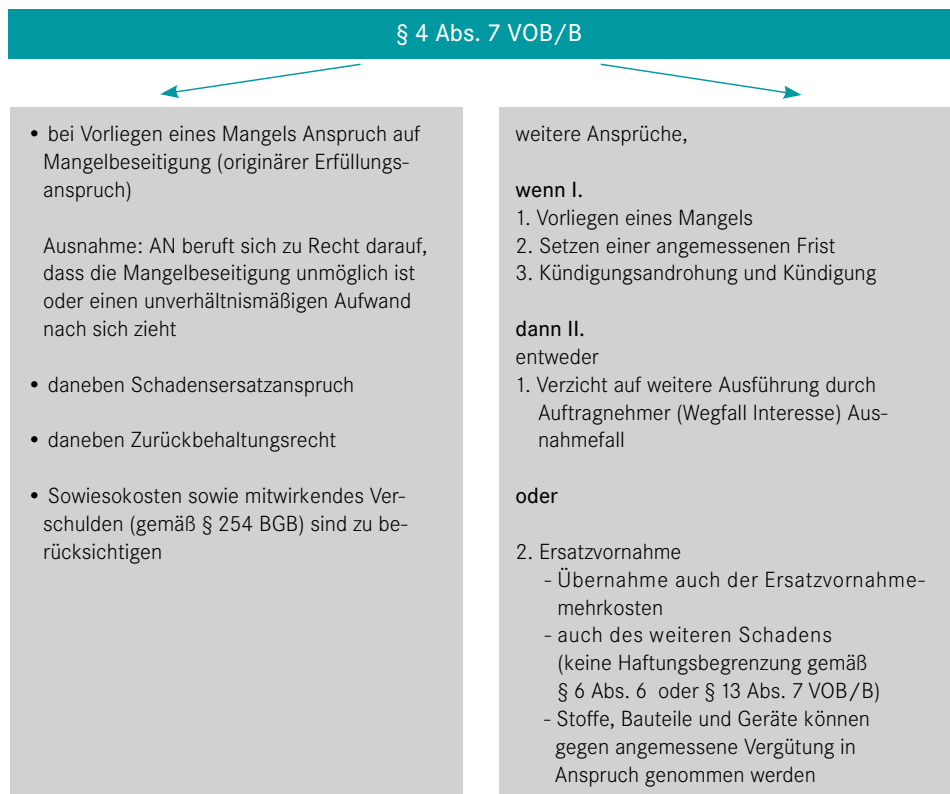 § 4 Abs. 7 VOB/B
• bei Vorliegen eines Mangels Anspruch auf
Mangelbeseitigung (originärer Erfüllungs-
anspruch)
Ausnahme: AN beruft sich zu Recht darauf,
dass die Mangelbeseitigung unmöglich ist
oder einen unverhältnismäßigen Aufwand
nach sich zieht
• daneben Schadensersatzanspruch
• daneben Zurückbehaltungsrecht
• Sowiesokosten sowie mitwirkendes Ver-
schulden (gemäß § 254 BGB) sind zu be-
rücksichtigen
weitere Ansprüche,
wenn I.
1. Vorliegen eines Mangels
2. Setzen einer angemessenen Frist
3. Kündigungsandrohung und Kündigung
dann II.
entweder
1. Verzicht auf weitere Ausführung durch
Auftragnehmer (Wegfall Interesse) Aus-
nahmefall
oder
2. Ersatzvornahme
- Übernahme auch der Ersatzvornahme-
mehrkosten
- auch des weiteren Schadens
(keine Haftungsbegrenzung gemäß
§ 6 Abs. 6 oder § 13 Abs. 7 VOB/B)
- Stoffe, Bauteile und Geräte können
gegen angemessene Vergütung in
Anspruch genommen werden